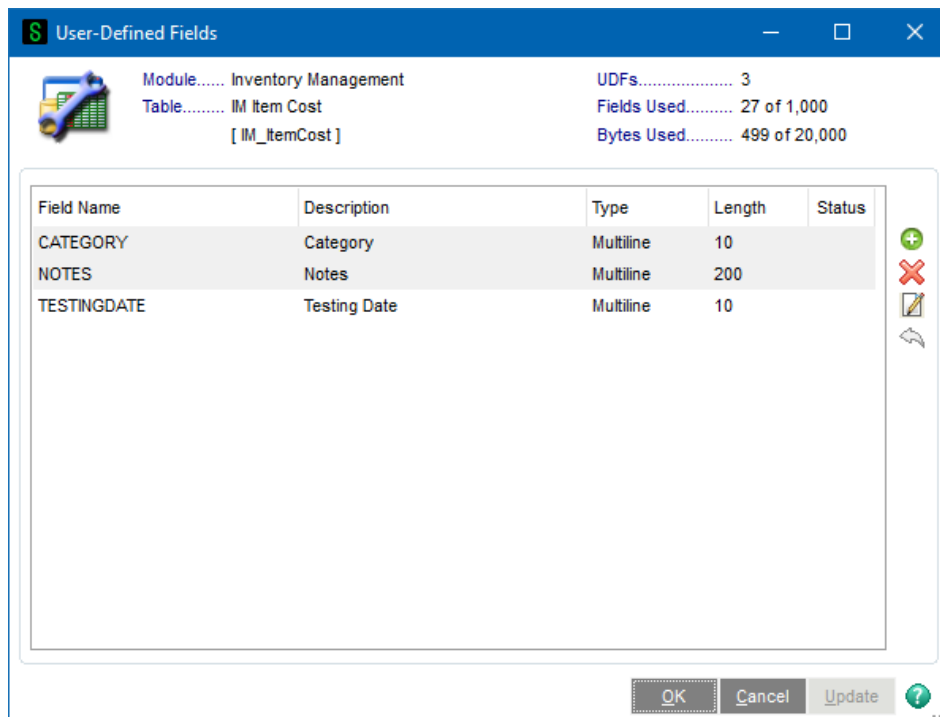 S User-Defined Fields
Module...... Inventory Management
UDFs................... 3
Table......... IM Item Cost
Fields Used.......... 27 of 1,000
[ IM_ItemCost ]
Bytes Used.......... 499 of 20,000
Field Name Description Type Length Status
CATEGORY Category Multiline 10
NOTES Notes Multiline 200
TESTINGDATE Testing Date Multiline 10
OK Cancel Update ?